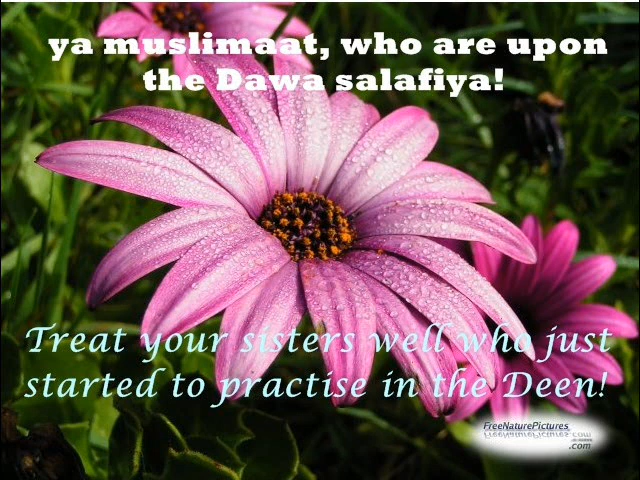 ya muslimaat, who are upon
the Dawa salafiya!
Treat your sisters well who just
started to practise in the Deen!
FreeNaturePictures
.com